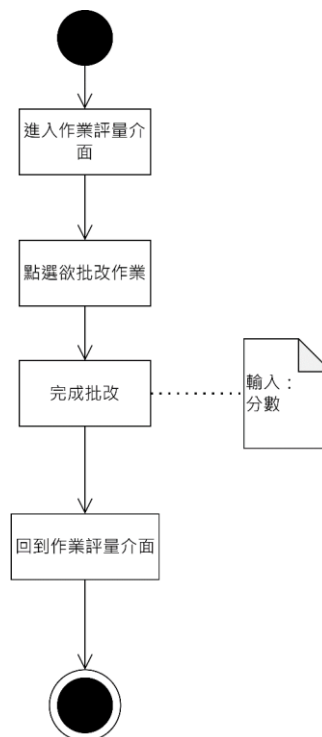 進入作業評量介
面
點選欲批改作業
完成批改
輸入：
分數
回到作業評量介面